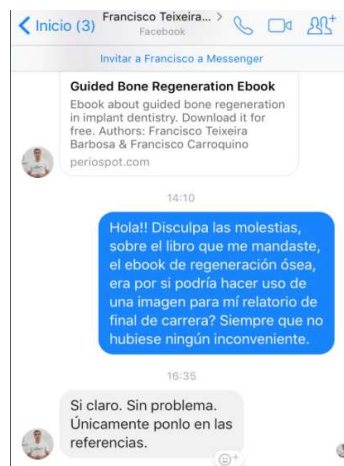 Inicio (3)
Francisco Teixeira... >
Facebook
Invitar a Francisco a Messenger
Guided Bone Regeneration Ebook
Ebook about guided bone regeneration
in implant dentistry. Download it for
free. Authors: Francisco Teixeira
Barbosa & Francisco Carroquino
periospot.com
14:10
Hola!! Disculpa las molestias,
sobre el libro que me mandaste,
el ebook de regeneración ósea,
era por si podría hacer uso de
una imagen para mí relatorio de
final de carrera? Siempre que no
hubiese ningún inconveniente.
16:35
Si claro. Sin problema.
Únicamente ponlo en las
referencias.